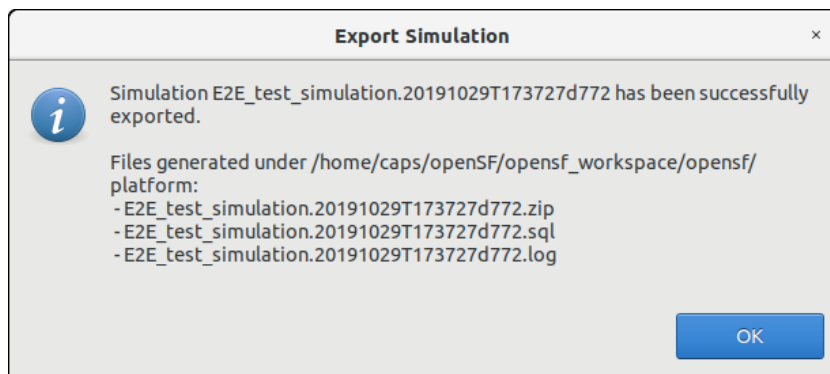 Export Simulation
×
Simulation E2E_test_simulation.20191029T173727d772 has been successfully
exported.
Files generated under /home/caps/openSF/opensf_workspace/opensf/
platform:
- E2E_test_simulation.20191029T173727d772.zip
- E2E_test_simulation.20191029T173727d772.sql
- E2E_test_simulation.20191029T173727d772.log
OK